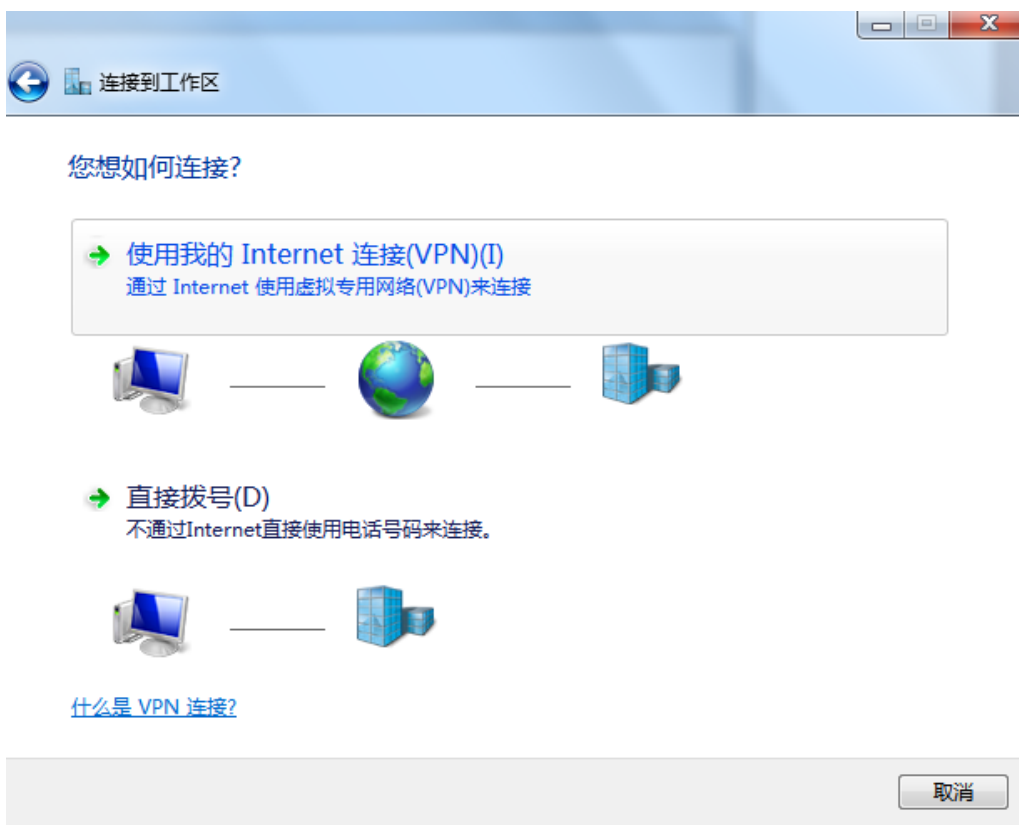 连接到工作区
您想如何连接?
使用我的 Internet 连接(VPN)(I)
通过 Internet 使用虚拟专用网络(VPN)来连接
直接拨号(D)
不通过Internet直接使用电话号码来连接。
什么是 VPN 连接?
取消